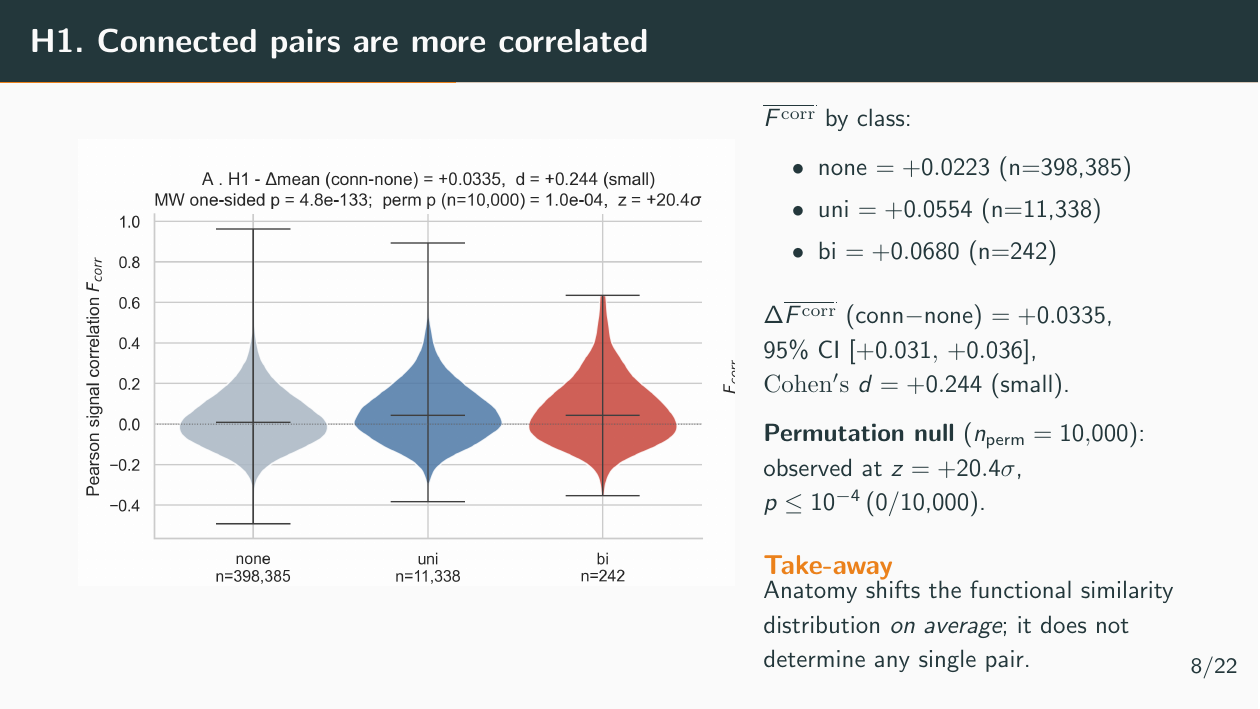 H1. Connected pairs are more correlated
A . H1 - Δmean (conn-none) = +0.0335,  d = +0.244 (small)
MW one-sided p = 4.8e-133;  perm p (n=10,000) = 1.0e-04,  z = +20.4σ
Pearson signal correlation F_corr
1.0
0.8
0.6
0.4
0.2
0.0
−0.2
−0.4
none
n=398,385
uni
n=11,338
bi
n=242
F_corr
F^corr by class:
• none = +0.0223 (n=398,385)
• uni = +0.0554 (n=11,338)
• bi = +0.0680 (n=242)
ΔF^corr (conn−none) = +0.0335,
95% CI [+0.031, +0.036],
Cohen′s d = +0.244 (small).
Permutation null (n_perm = 10,000):
observed at z = +20.4σ,
p ≤ 10^−4 (0/10,000).
Take-away
Anatomy shifts the functional similarity
distribution on average; it does not
determine any single pair.
8/22